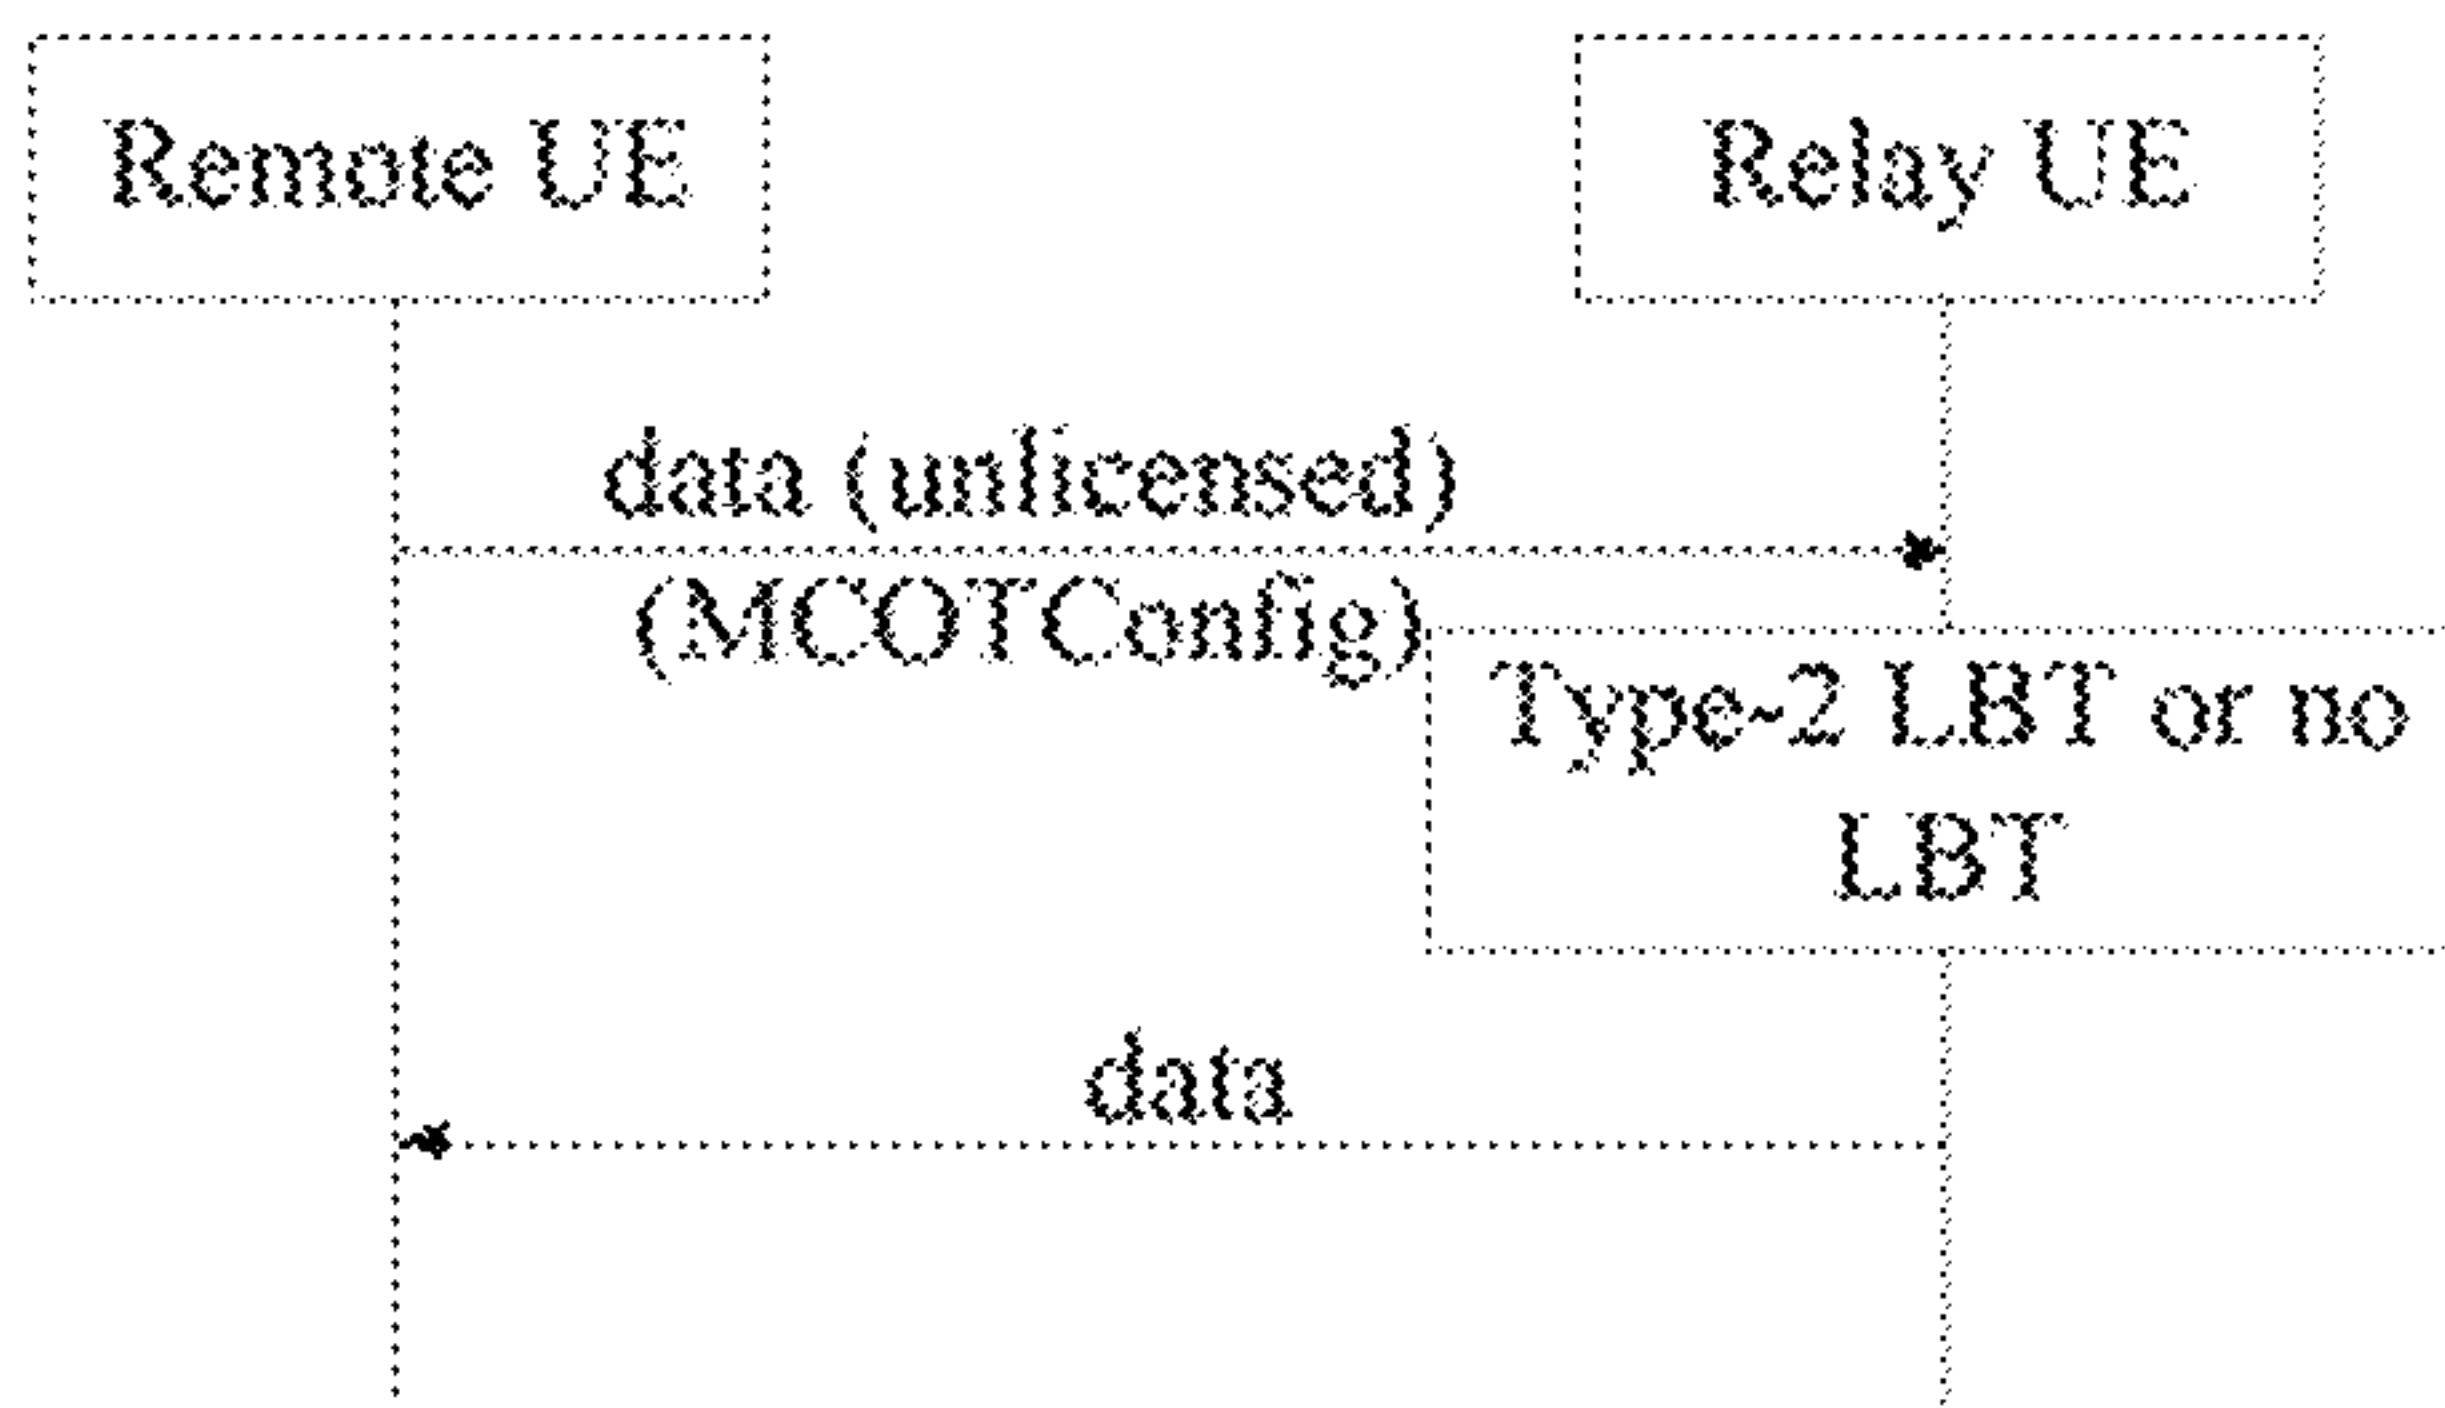 Remote UE
Relay UE
data (unlicensed)
(MCOTConfig)
Type-2 LBT or no
LBT
data